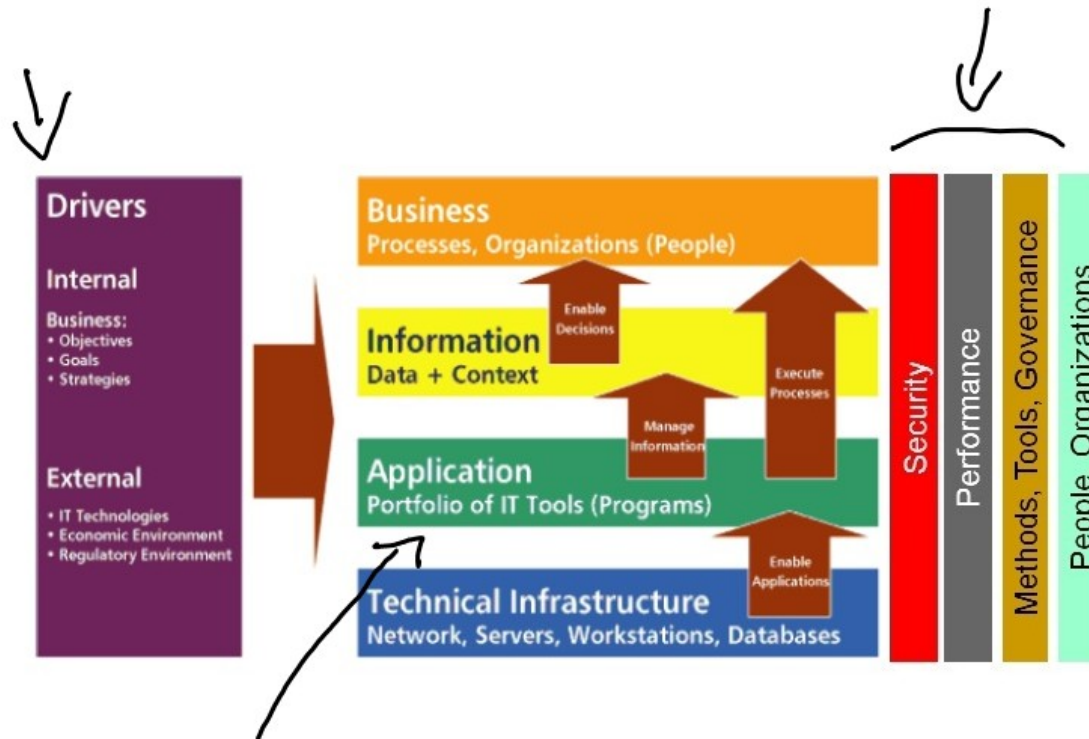 Drivers
Internal
Business:
• Objectives
• Goals
• Strategies
External
• IT Technologies
• Economic Environment
• Regulatory Environment
Business
Processes, Organizations (People)
Enable
Decisions
Information
Data + Context
Execute
Processes
Manage
Information
Application
Portfolio of IT Tools (Programs)
Enable
Applications
Technical Infrastructure
Network, Servers, Workstations, Databases
Security
Performance
Methods, Tools, Governance
People, Organizations